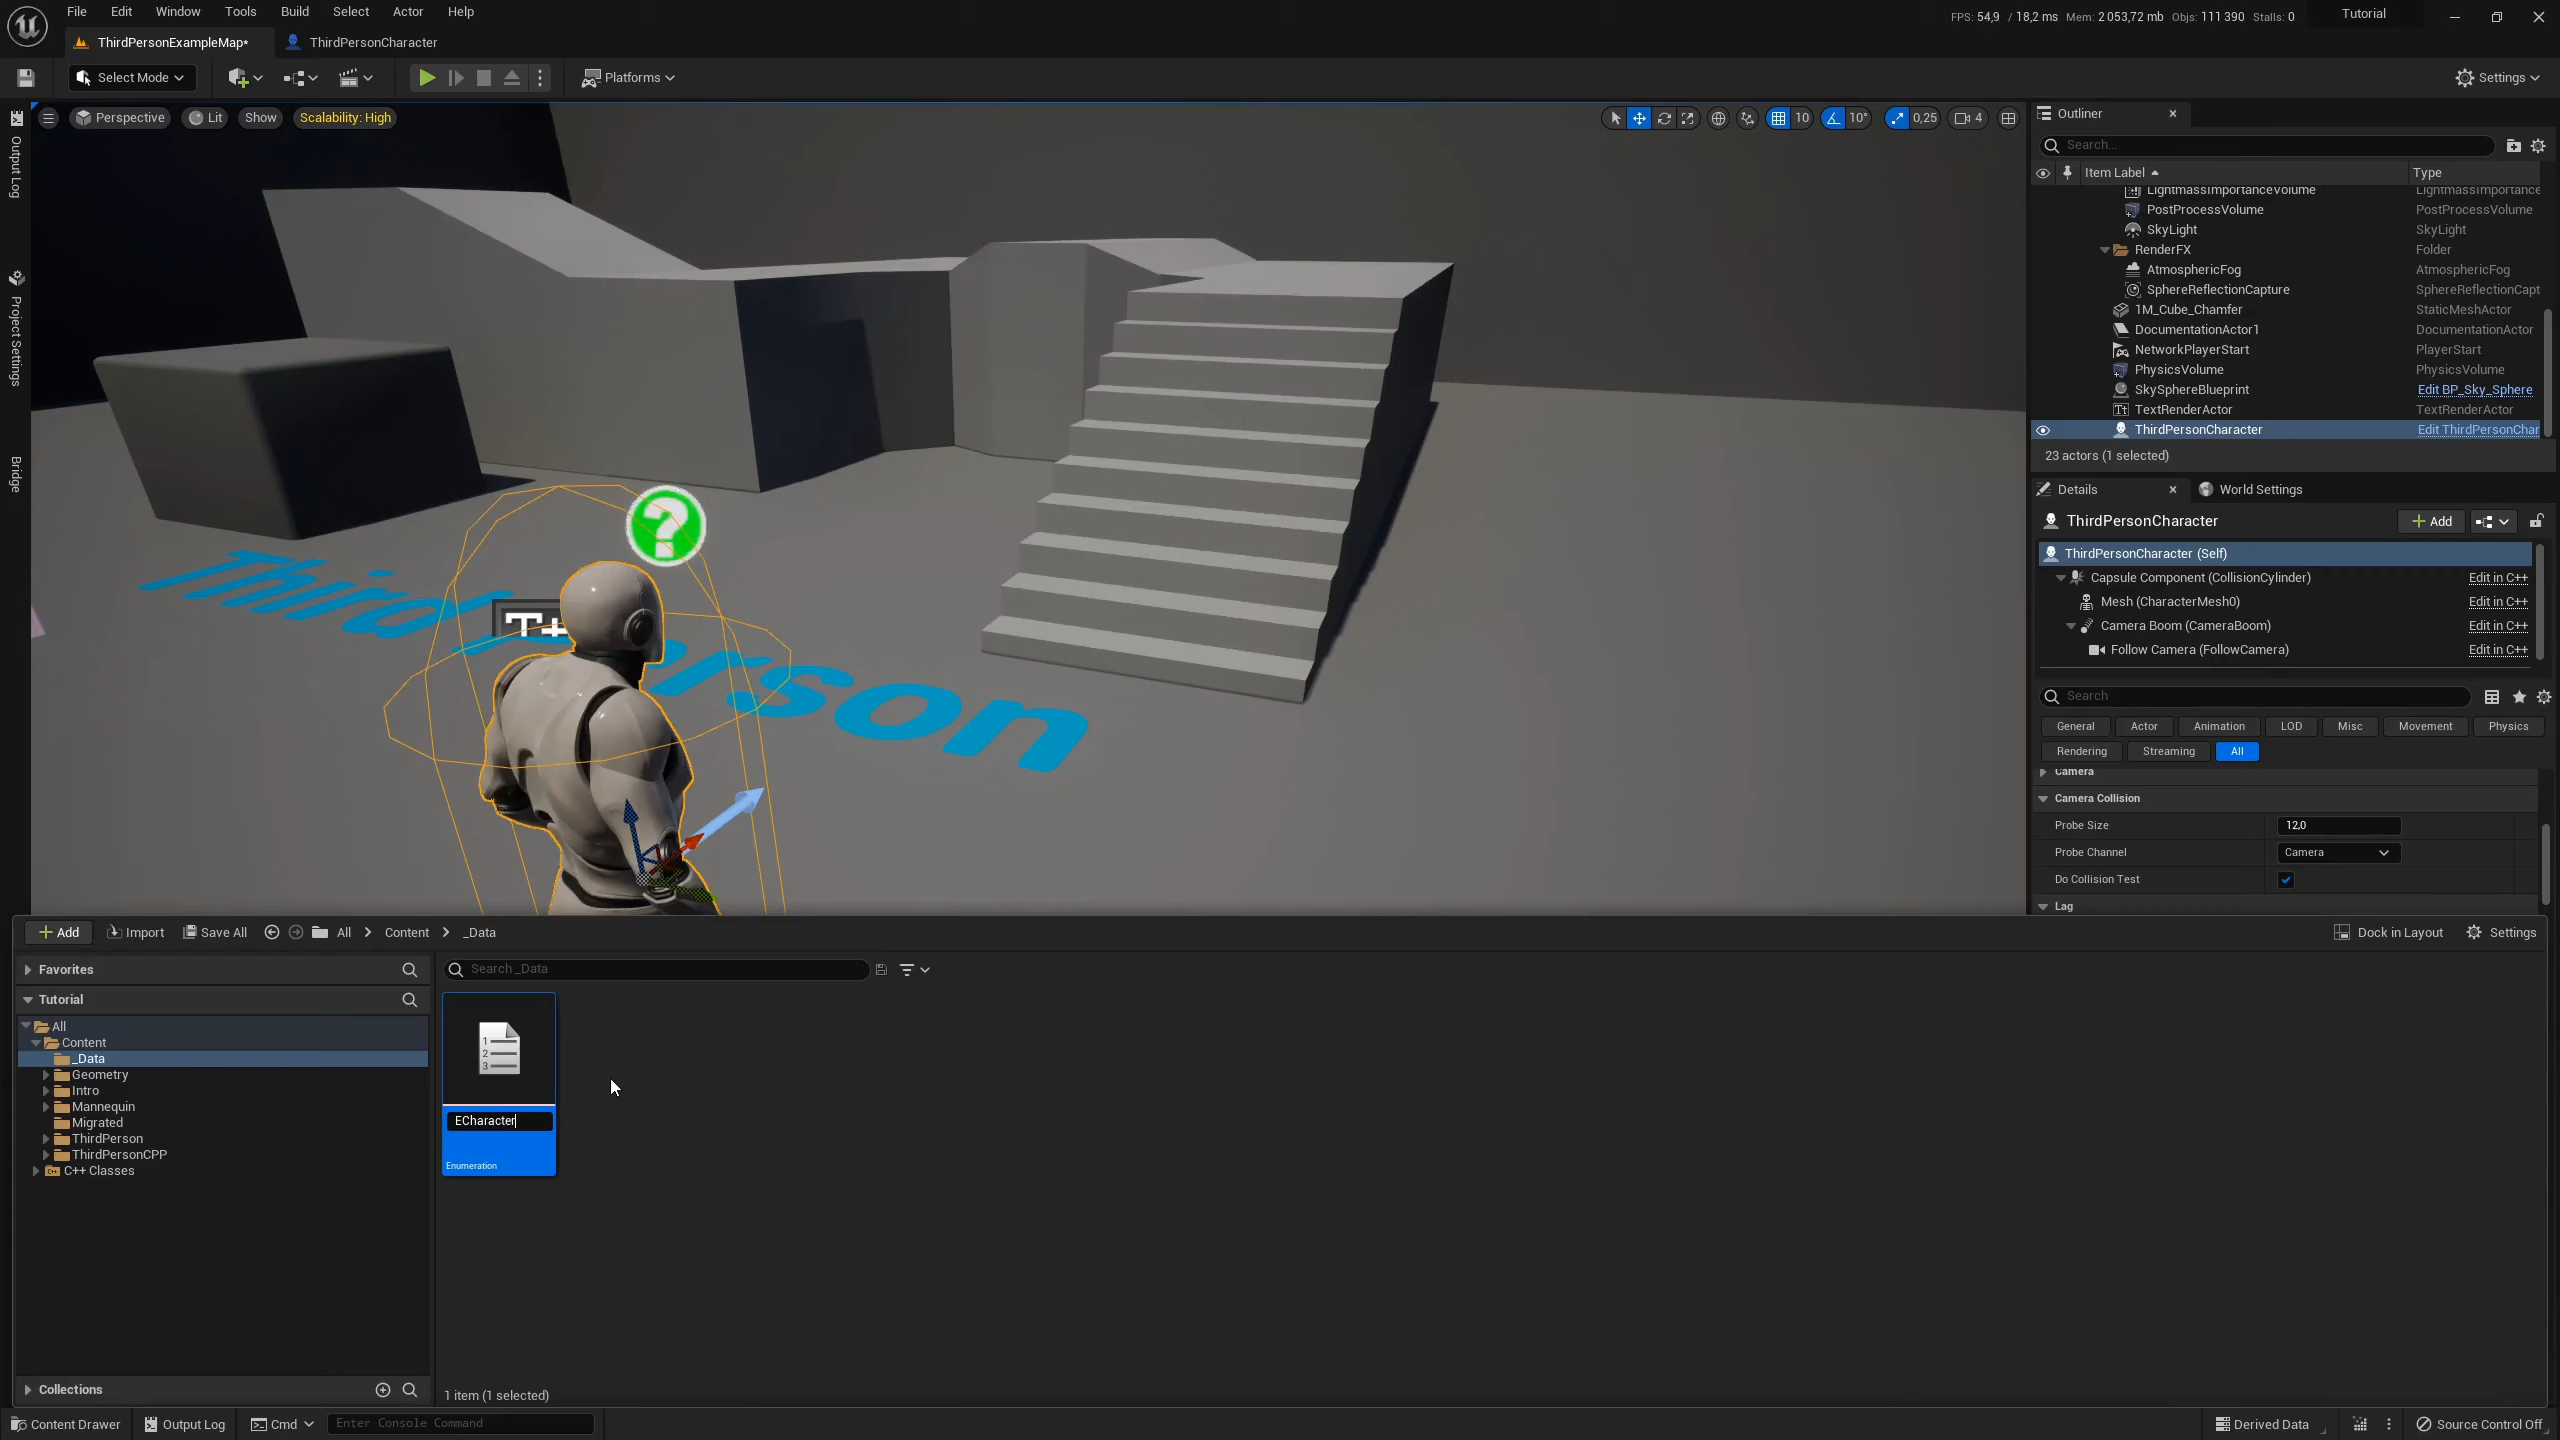 File Edit Window Tools Build Select Actor Help
FPS: 54,9 / 18,2 ms Mem: 2 053,72 mb Objs: 111 390 Stalls: 0 Tutorial
ThirdPersonExampleMap* ThirdPersonCharacter
Select Mode Platforms Settings
Perspective Lit Show Scalability: High 10 10° 0,25 4
Output Log
Project Settings
Bridge
Third Person
Outliner
Search...
Item Label Type
LightmassImportanceVolume LightmassImportance
PostProcessVolume PostProcessVolume
SkyLight SkyLight
RenderFX Folder
AtmosphericFog AtmosphericFog
SphereReflectionCapture SphereReflectionCapt
1M_Cube_Chamfer StaticMeshActor
DocumentationActor1 DocumentationActor
NetworkPlayerStart PlayerStart
PhysicsVolume PhysicsVolume
SkySphereBlueprint Edit BP_Sky_Sphere
TextRenderActor TextRenderActor
ThirdPersonCharacter Edit ThirdPersonChar
23 actors (1 selected)
Details World Settings
ThirdPersonCharacter Add
ThirdPersonCharacter (Self)
Capsule Component (CollisionCylinder) Edit in C++
Mesh (CharacterMesh0) Edit in C++
Camera Boom (CameraBoom) Edit in C++
Follow Camera (FollowCamera) Edit in C++
Search
General Actor Animation LOD Misc Movement Physics
Rendering Streaming All
Camera
Camera Collision
Probe Size 12,0
Probe Channel Camera
Do Collision Test
Lag
Add Import Save All All Content _Data Dock in Layout Settings
Favorites Search _Data
Tutorial
All
Content
_Data
Geometry
Intro
Mannequin
Migrated
ThirdPerson
ThirdPersonCPP
C++ Classes
1
2
3
ECharacter
Enumeration
Collections 1 item (1 selected)
Content Drawer Output Log Cmd Enter Console Command Derived Data Source Control Off